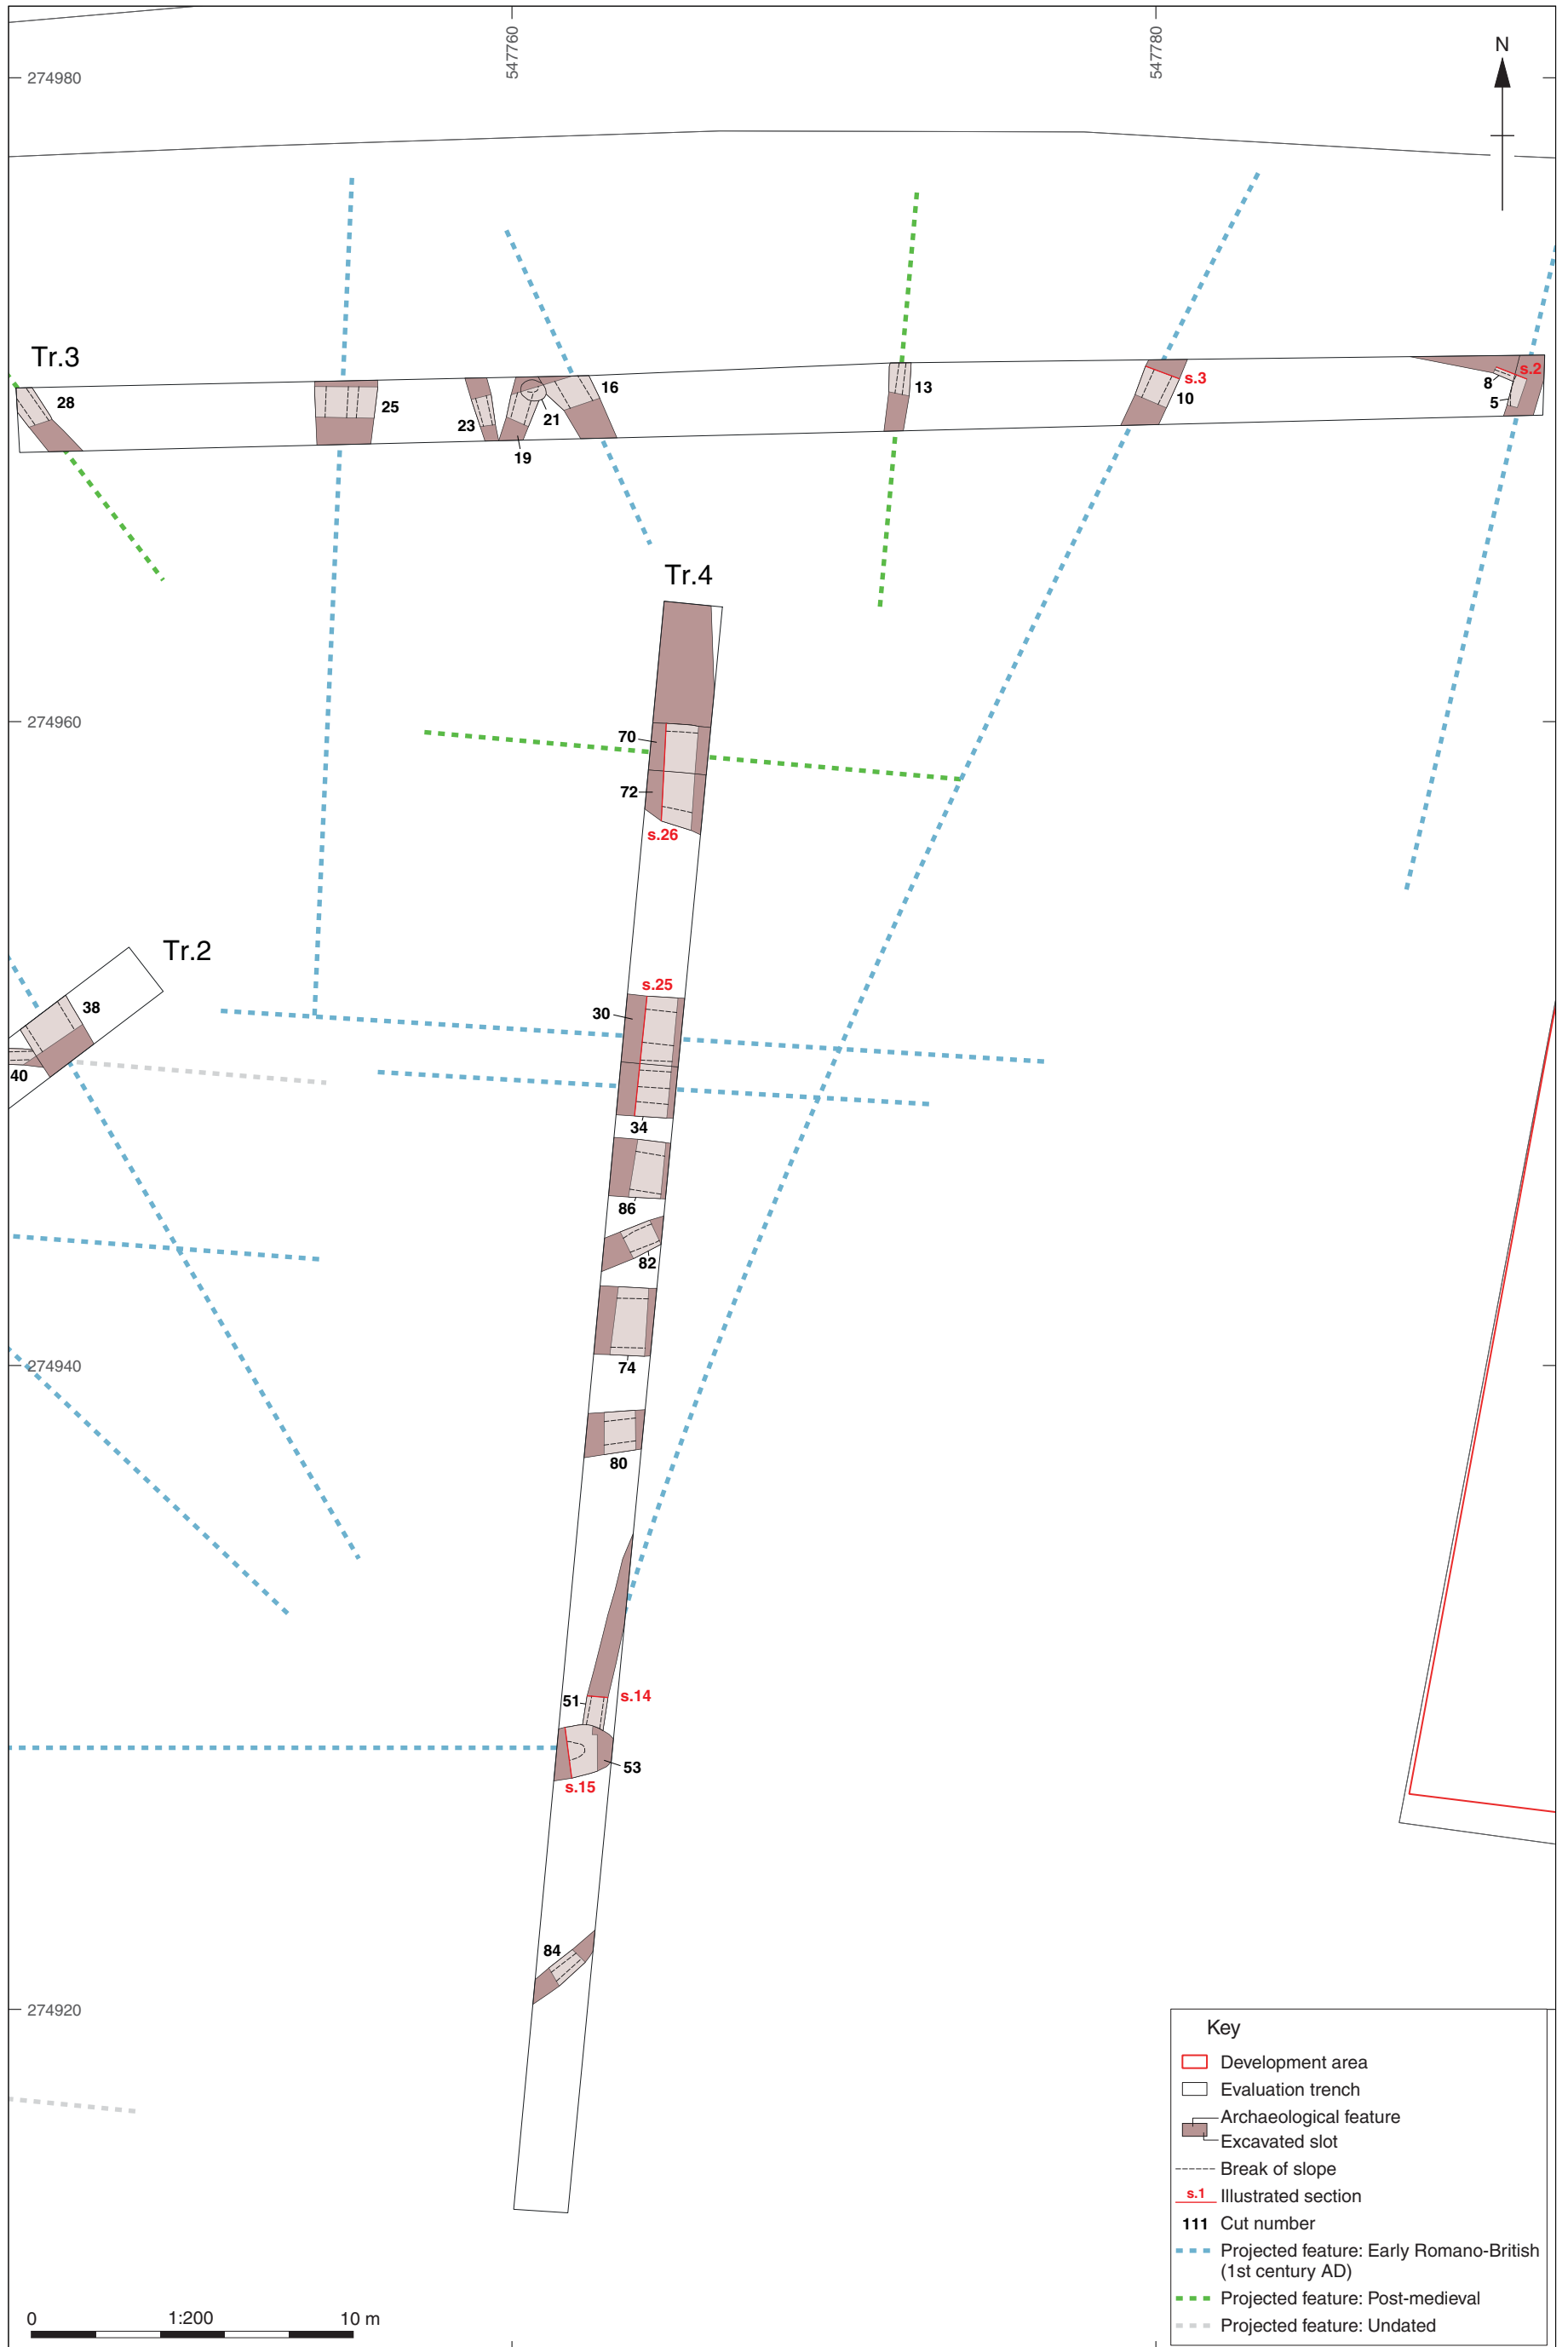 547760
547780
N
274980
Tr.3
28
25
23
19
21
16
13
s.3
10
8
5
s.2
Tr.4
274960
70
72
s.26
Tr.2
38
40
s.25
30
34
86
82
274940
74
80
51
s.14
53
s.15
84
274920
Key
Development area
Evaluation trench
Archaeological feature
Excavated slot
Break of slope
s.1 Illustrated section
111 Cut number
Projected feature: Early Romano-British
(1st century AD)
Projected feature: Post-medieval
Projected feature: Undated
0 1:200 10 m